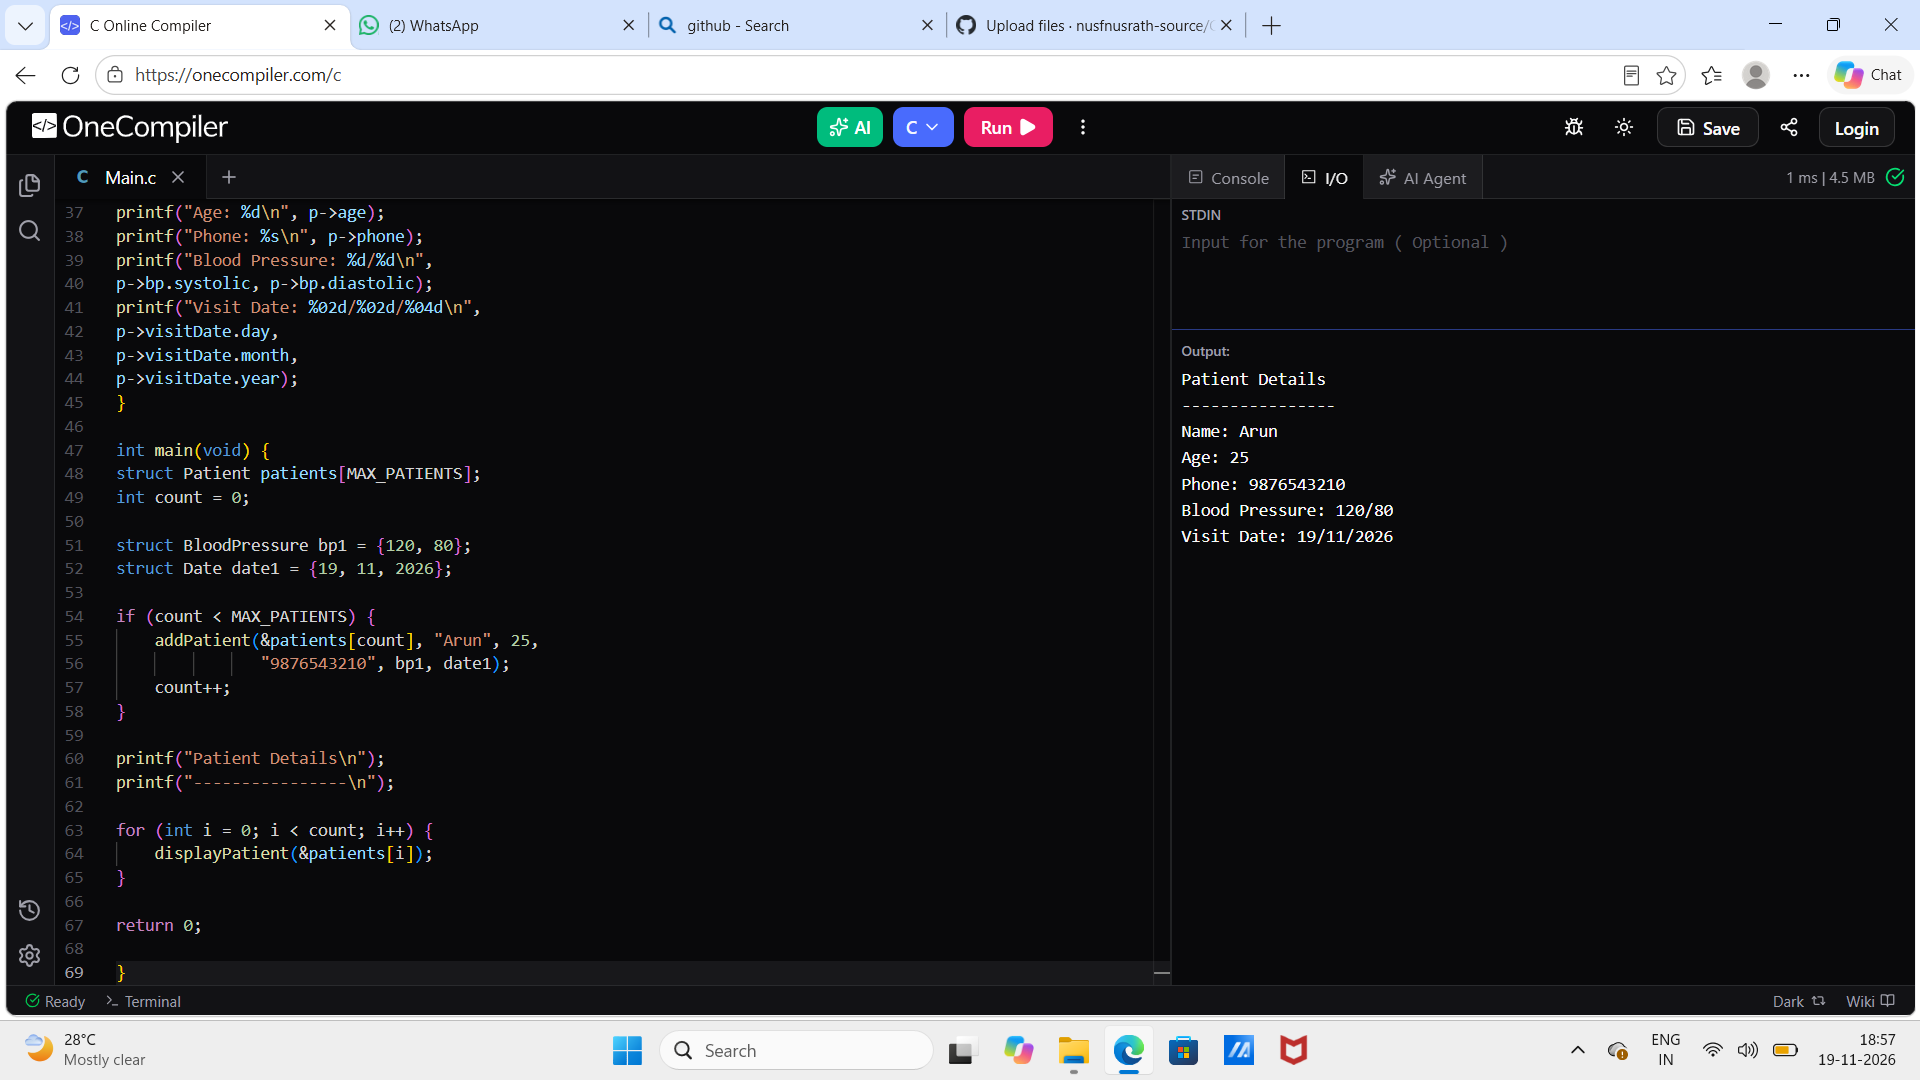 C Online Compiler
(2) WhatsApp
github - Search
Upload files · nusfnusrath-source/
https://onecompiler.com/c
Chat
</> OneCompiler
AI
C
Run
Save
Login
C Main.c
Console
I/O
AI Agent
1 ms | 4.5 MB
37 printf("Age: %d\n", p->age);
38 printf("Phone: %s\n", p->phone);
39 printf("Blood Pressure: %d/%d\n",
40 p->bp.systolic, p->bp.diastolic);
41 printf("Visit Date: %02d/%02d/%04d\n",
42 p->visitDate.day,
43 p->visitDate.month,
44 p->visitDate.year);
45 }
46
47 int main(void) {
48 struct Patient patients[MAX_PATIENTS];
49 int count = 0;
50
51 struct BloodPressure bp1 = {120, 80};
52 struct Date date1 = {19, 11, 2026};
53
54 if (count < MAX_PATIENTS) {
55 addPatient(&patients[count], "Arun", 25,
56 "9876543210", bp1, date1);
57 count++;
58 }
59
60 printf("Patient Details\n");
61 printf("----------------\n");
62
63 for (int i = 0; i < count; i++) {
64 displayPatient(&patients[i]);
65 }
66
67 return 0;
68
69 }
STDIN
Input for the program ( Optional )
Output:
Patient Details
----------------
Name: Arun
Age: 25
Phone: 9876543210
Blood Pressure: 120/80
Visit Date: 19/11/2026
Ready
Terminal
Dark
Wiki
28°C
Mostly clear
Search
ENG
IN
18:57
19-11-2026